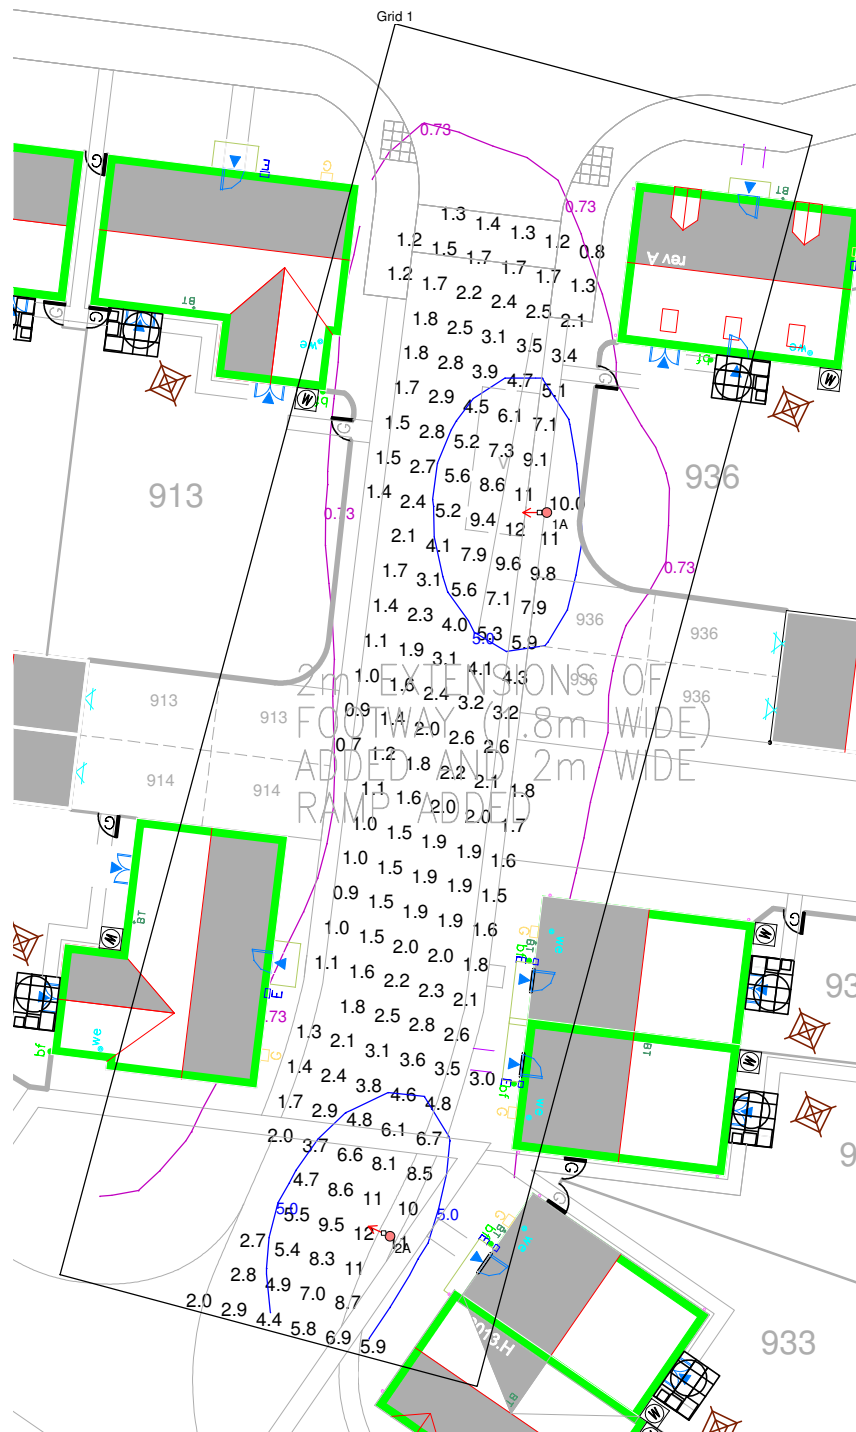 Grid 1
0.73
0.73
1.3 1.4 1.3 1.2 0.8
1.2 1.5 1.7 1.7 1.7 1.3
1.2 1.7 2.2 2.4 2.5 2.1
1.8 2.5 3.1 3.5 3.4
1.8 2.8 3.9 4.7 5.1
1.7 2.9 4.5 6.1 7.1
1.5 2.8 5.2 7.3 9.1
1.5 2.7 5.6 8.6 11 10.0
1.4 2.4 5.2 9.4 12 11
2.1 4.1 7.9 9.6 9.8
1.7 3.1 5.6 7.1 7.9
1.4 2.3 4.0 5.3 5.9
1.1 1.9 3.1 4.1 4.3
1.0 1.6 2.4 3.2 3.2
0.9 1.4 2.0 2.6 2.6
0.7 1.2 1.8 2.2 2.1 1.8
1.1 1.6 2.0 2.0 1.7
1.0 1.5 1.9 1.9 1.6
1.0 1.5 1.9 1.9 1.5
0.9 1.5 1.9 1.9 1.6
1.0 1.5 2.0 2.0 1.8
1.1 1.6 2.2 2.3 2.1
1.8 2.5 2.8 2.6
1.3 2.1 3.1 3.6 3.5 3.0
1.4 2.4 3.8 4.6 4.8
1.7 2.9 4.8 6.1 6.7
2.0 3.7 6.6 8.1 8.5
4.7 8.6 11 10
5.5 9.5 12 11
2.7 5.4 8.3 11
2.8 4.9 7.0 8.7
2.0 2.9 4.4 5.8 6.9 5.9
1A
2A
0.73
0.73
5.0
5.0
5.0
913
936
rev A
936
936
936
936
913
913
914
914
2m EXTENSIONS OF
ADDED AND 2m WIDE
RAMP ADDED
933
BT
BT
BT
BT
BT
BT
BT
we
we
bf
bf
bf
G
G
G
G
G
G
G
G
G
W
W
W
W
W
W
E
E
E